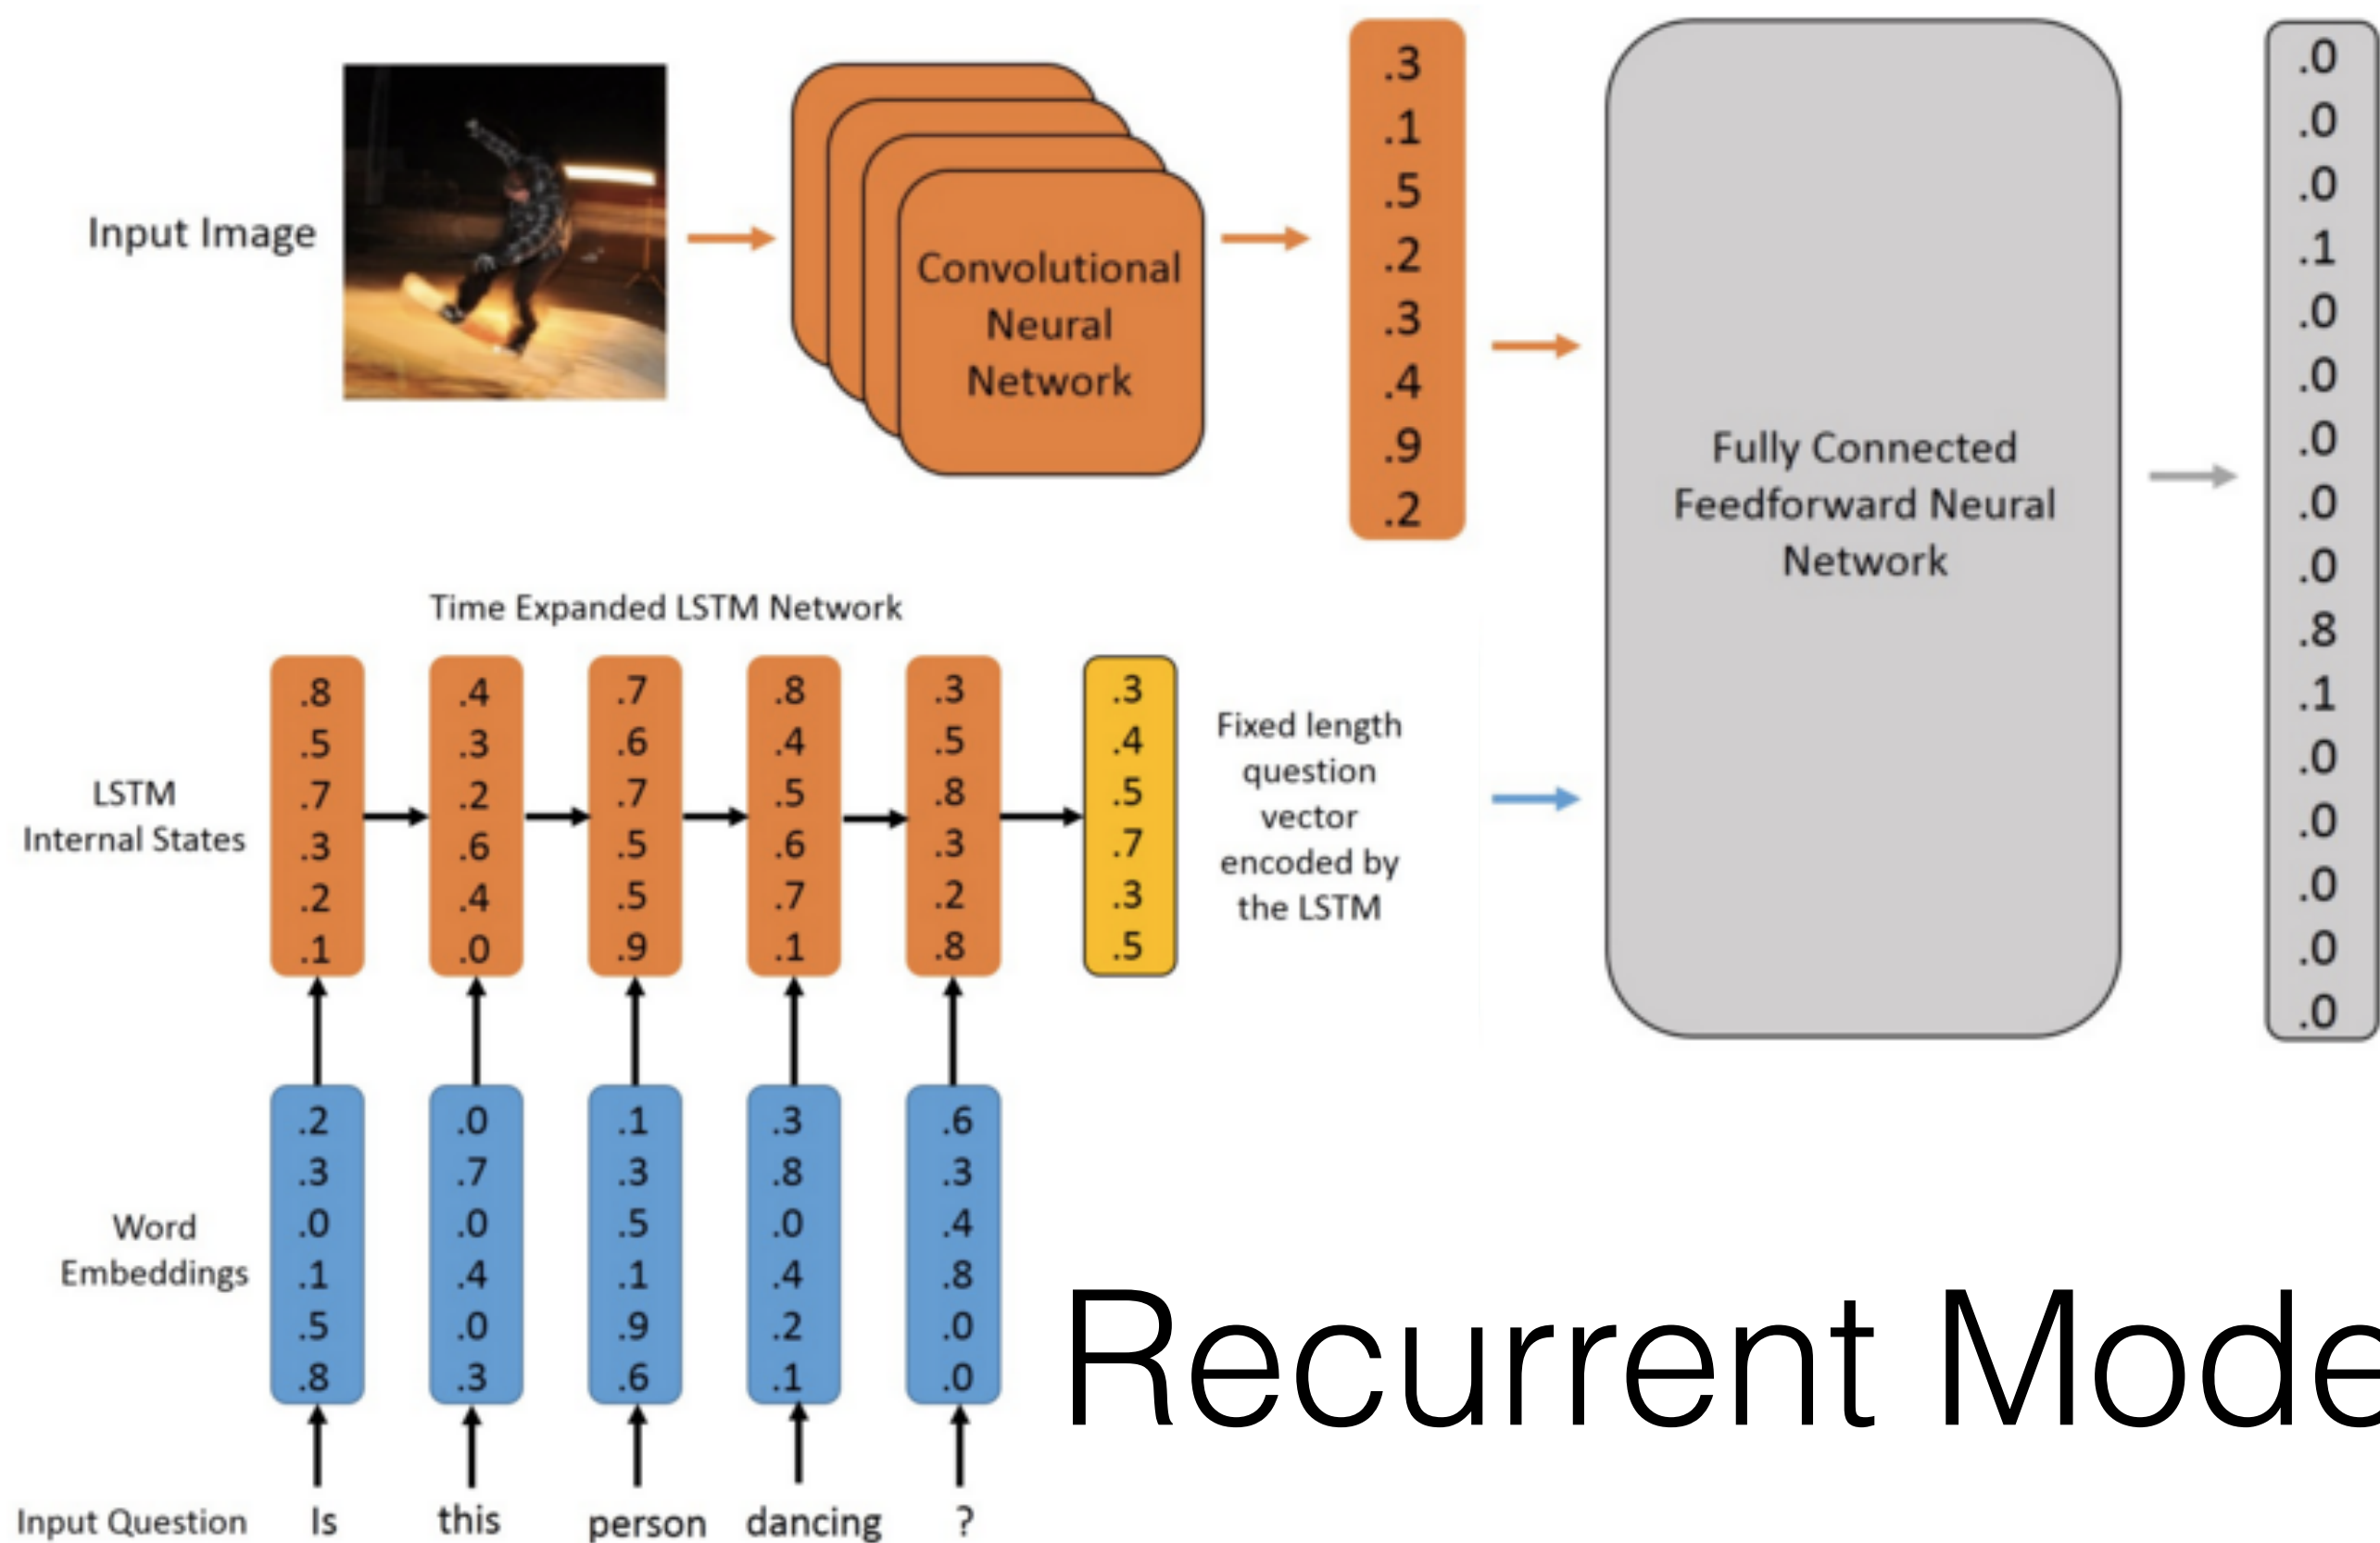 Input Image
Convolutional
Neural
Network
.3
.1
.5
.2
.3
.4
.9
.2
Fully Connected
Feedforward Neural
Network
.0
.0
.0
.1
.0
.0
.0
.0
.0
.8
.1
.0
.0
.0
.0
.0
Time Expanded LSTM Network
LSTM
Internal States
.8 .4 .7 .8 .3 .3
.5 .3 .6 .4 .5 .4
.7 .2 .7 .5 .8 .5
.3 .6 .5 .6 .3 .7
.2 .4 .5 .7 .2 .3
.1 .0 .9 .1 .8 .5
Fixed length
question
vector
encoded by
the LSTM
Word
Embeddings
.2 .0 .1 .3 .6
.3 .7 .3 .8 .3
.0 .0 .5 .0 .4
.1 .4 .1 .4 .8
.5 .0 .9 .2 .0
.8 .3 .6 .1 .0
Input Question Is this person dancing ?
Recurrent Mode